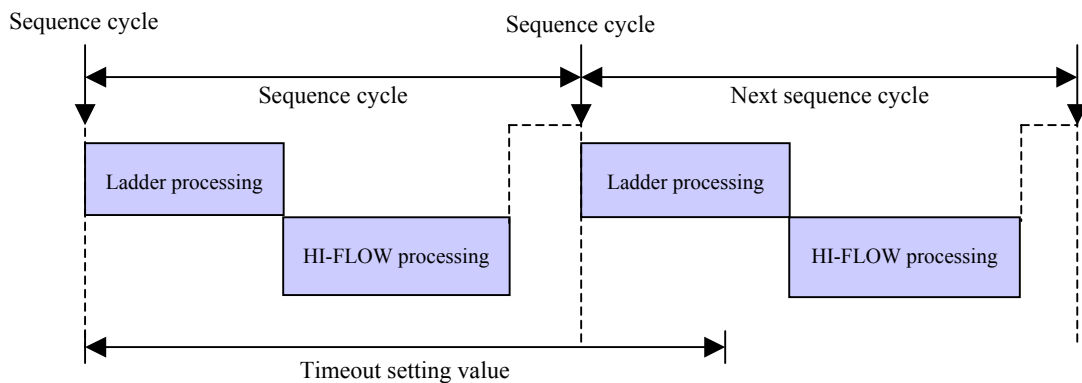 Sequence cycle
Sequence cycle
Sequence cycle
Next sequence cycle
Ladder processing
Ladder processing
HI-FLOW processing
HI-FLOW processing
Timeout setting value